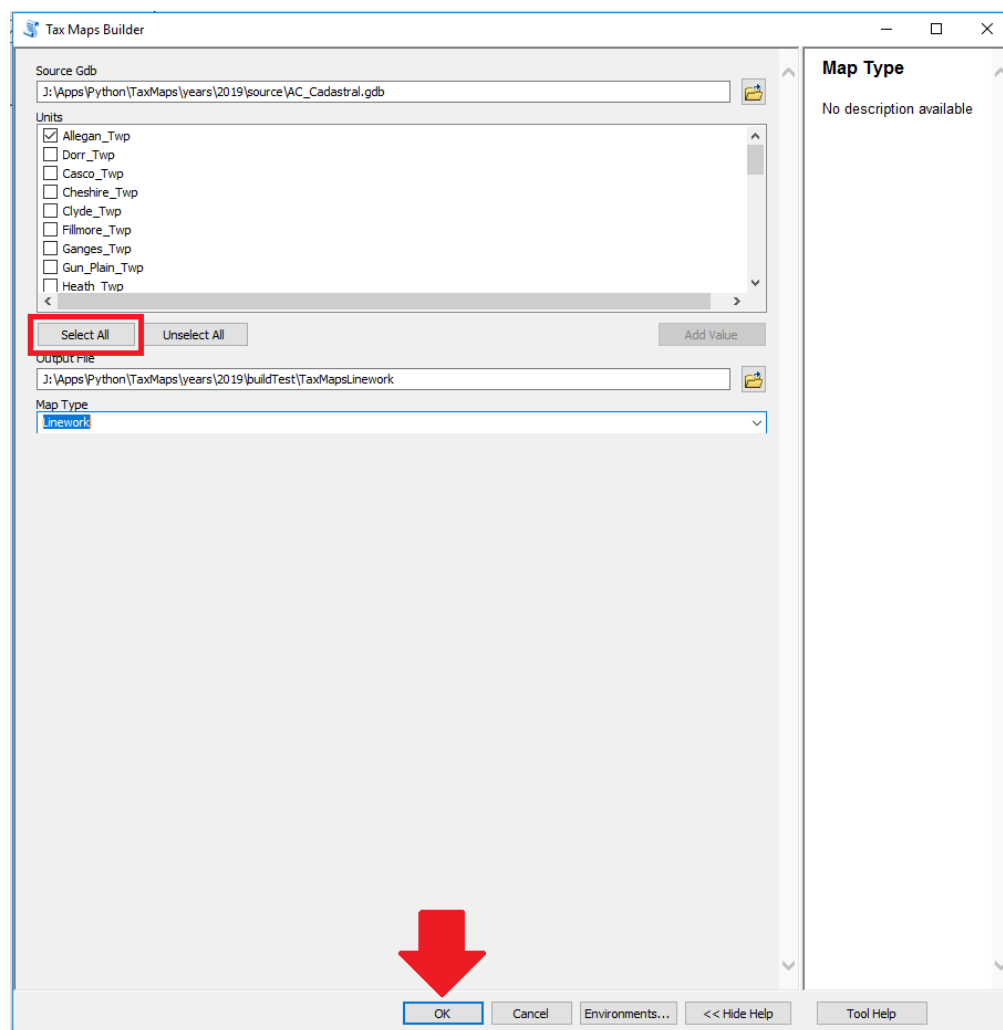 Tax Maps Builder
Source Gdb
J:\Apps\Python\TaxMaps\years\2019\source\AC_Cadastral.gdb
Units
Allegan_Twp
Dorr_Twp
Casco_Twp
Cheshire_Twp
Clyde_Twp
Fillmore_Twp
Ganges_Twp
Gun_Plain_Twp
Heath_Twp
Select All Unselect All Add Value
Output File
J:\Apps\Python\TaxMaps\years\2019\buildTest\TaxMapsLinework
Map Type
Linework
Map Type
No description available
OK Cancel Environments... << Hide Help Tool Help